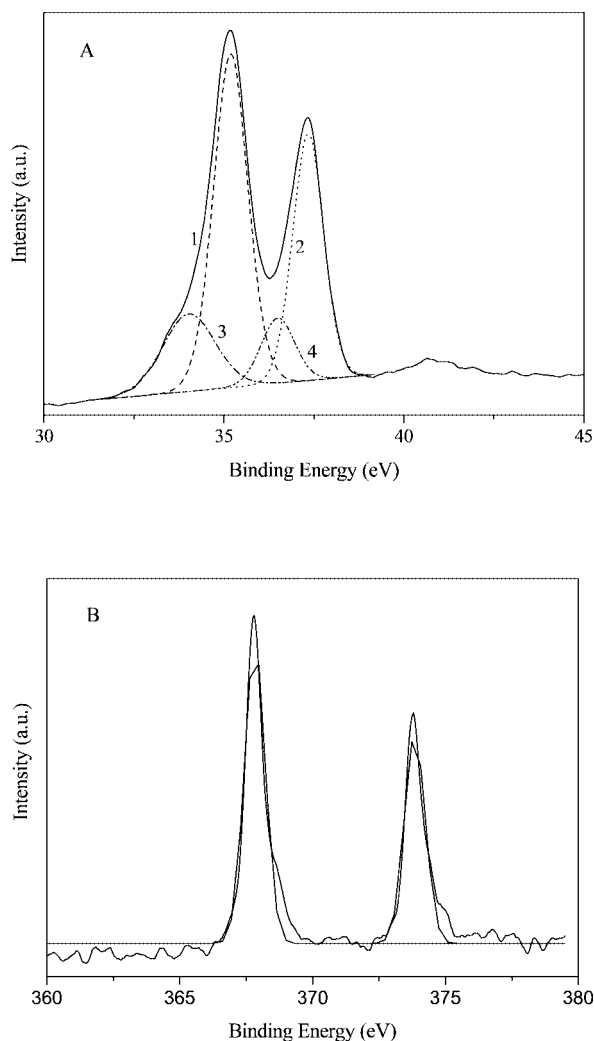 A
1
2
3
4
Intensity (a.u.)
30 35 40 45
Binding Energy (eV)
B
Intensity (a.u.)
360 365 370 375 380
Binding Energy (eV)